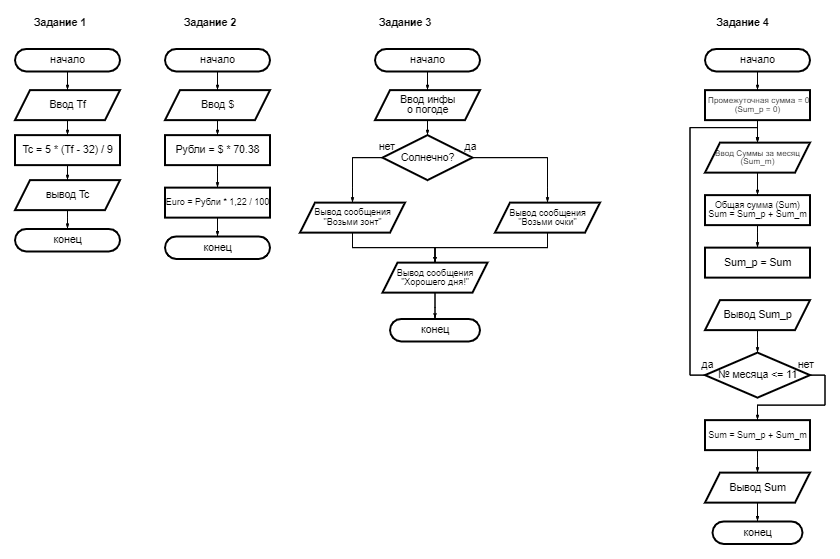 Задание 1
начало
Ввод Tf
Tc = 5 * (Tf - 32) / 9
вывод Tc
конец
Задание 2
начало
Ввод $
Рубли = $ * 70.38
Euro = Рубли * 1,22 / 100
конец
Задание 3
начало
Ввод инфы
о погоде
Солнечно?
нет
да
Вывод сообщения
"Возьми зонт"
Вывод сообщения
"Возьми очки"
Вывод сообщения
"Хорошего дня!"
конец
Задание 4
начало
Промежуточная сумма = 0
(Sum_p = 0)
Ввод Суммы за месяц
(Sum_m)
Общая сумма (Sum)
Sum = Sum_p + Sum_m
Sum_p = Sum
Вывод Sum_p
да
№ месяца <= 11
нет
Sum = Sum_p + Sum_m
Вывод Sum
конец